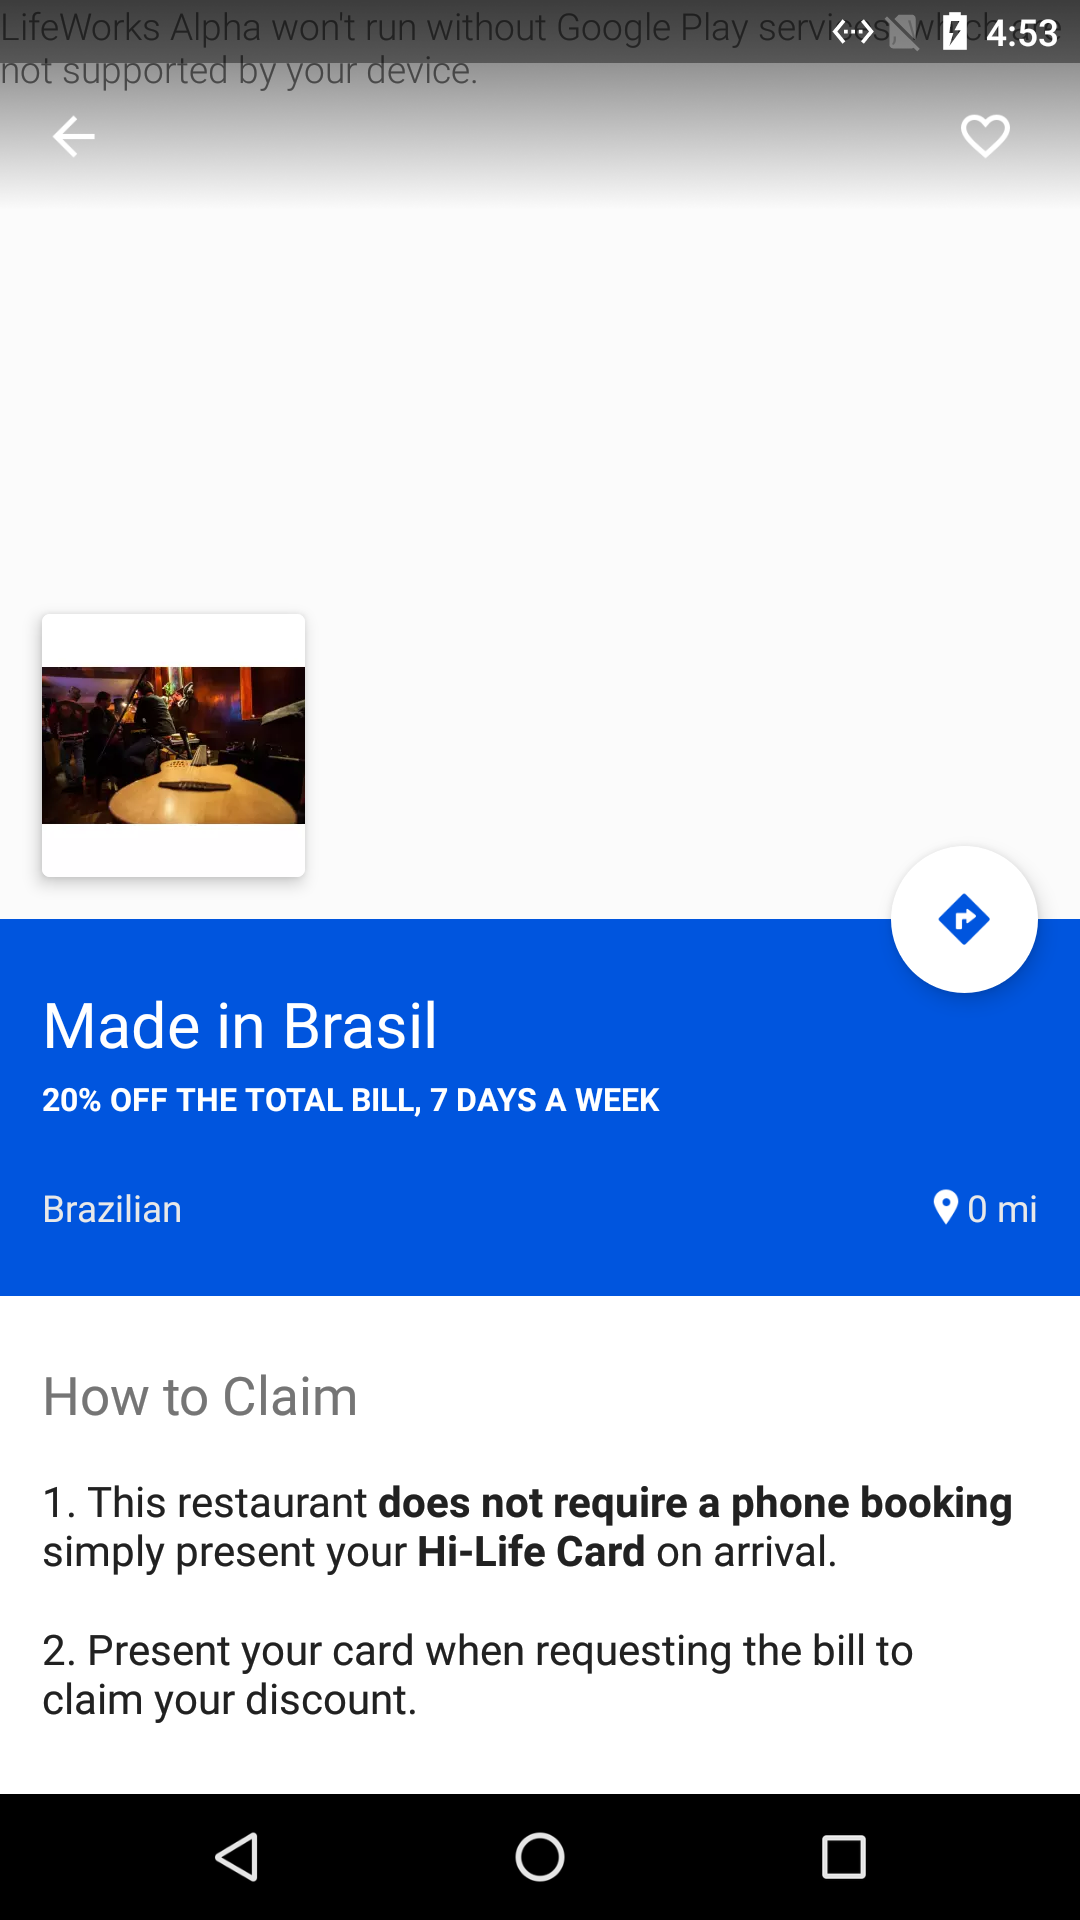 LifeWorks Alpha won't run without Google Play services, which are
not supported by your device.
4:53
Made in Brasil
20% OFF THE TOTAL BILL, 7 DAYS A WEEK
Brazilian
0 mi
How to Claim
1. This restaurant does not require a phone booking
simply present your Hi-Life Card on arrival.
2. Present your card when requesting the bill to
claim your discount.